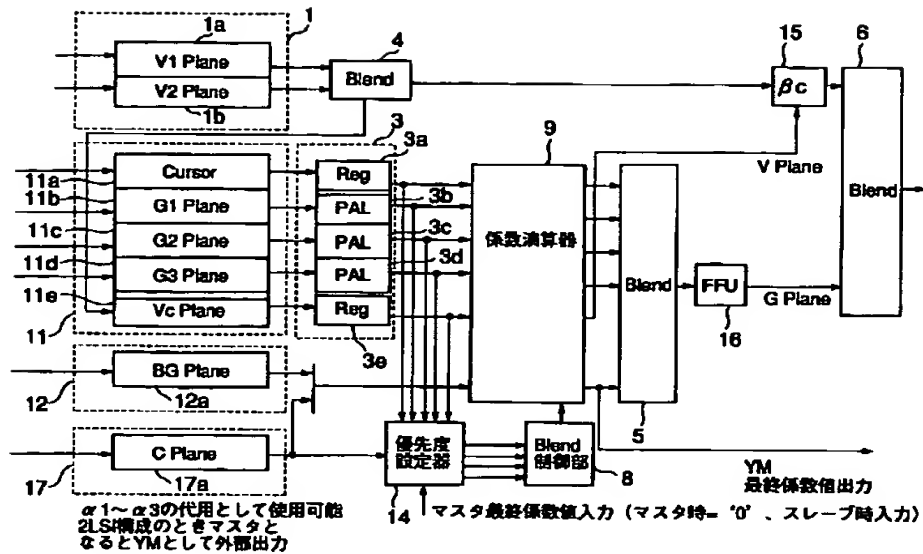 1a
1
V1 Plane
V2 Plane
1b
4
Blend
15
βc
6
Blend
V Plane
3
3a
9
11a
Cursor
Reg
11b
G1 Plane
3b
PAL
11c
G2 Plane
3c
PAL
11d
G3 Plane
3d
PAL
11e
Vc Plane
Reg
11
3e
係数演算器
Blend
5
FFU
16
G Plane
BG Plane
12
12a
C Plane
17
17a
優先度
設定器
14
Blend
制御部
8
YM
最終係数値出力
α1~α3の代用として使用可能
2LSI構成のときマスタと
なるとYMとして外部出力
マスタ最終係数値入力(マスタ時="0"、スレーブ時入力)